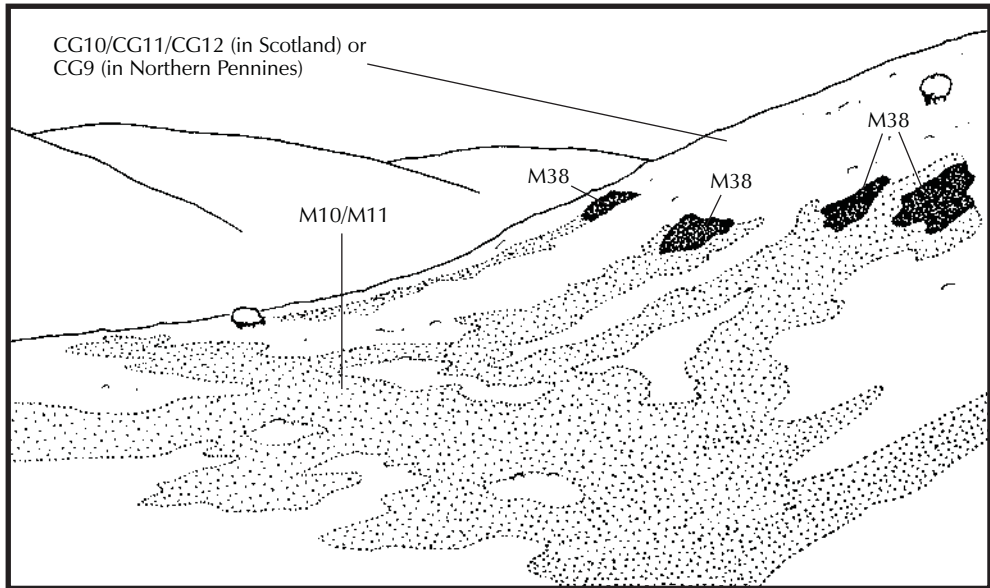 CG10/CG11/CG12 (in Scotland) or
CG9 (in Northern Pennines)
M38
M38
M38
M10/M11